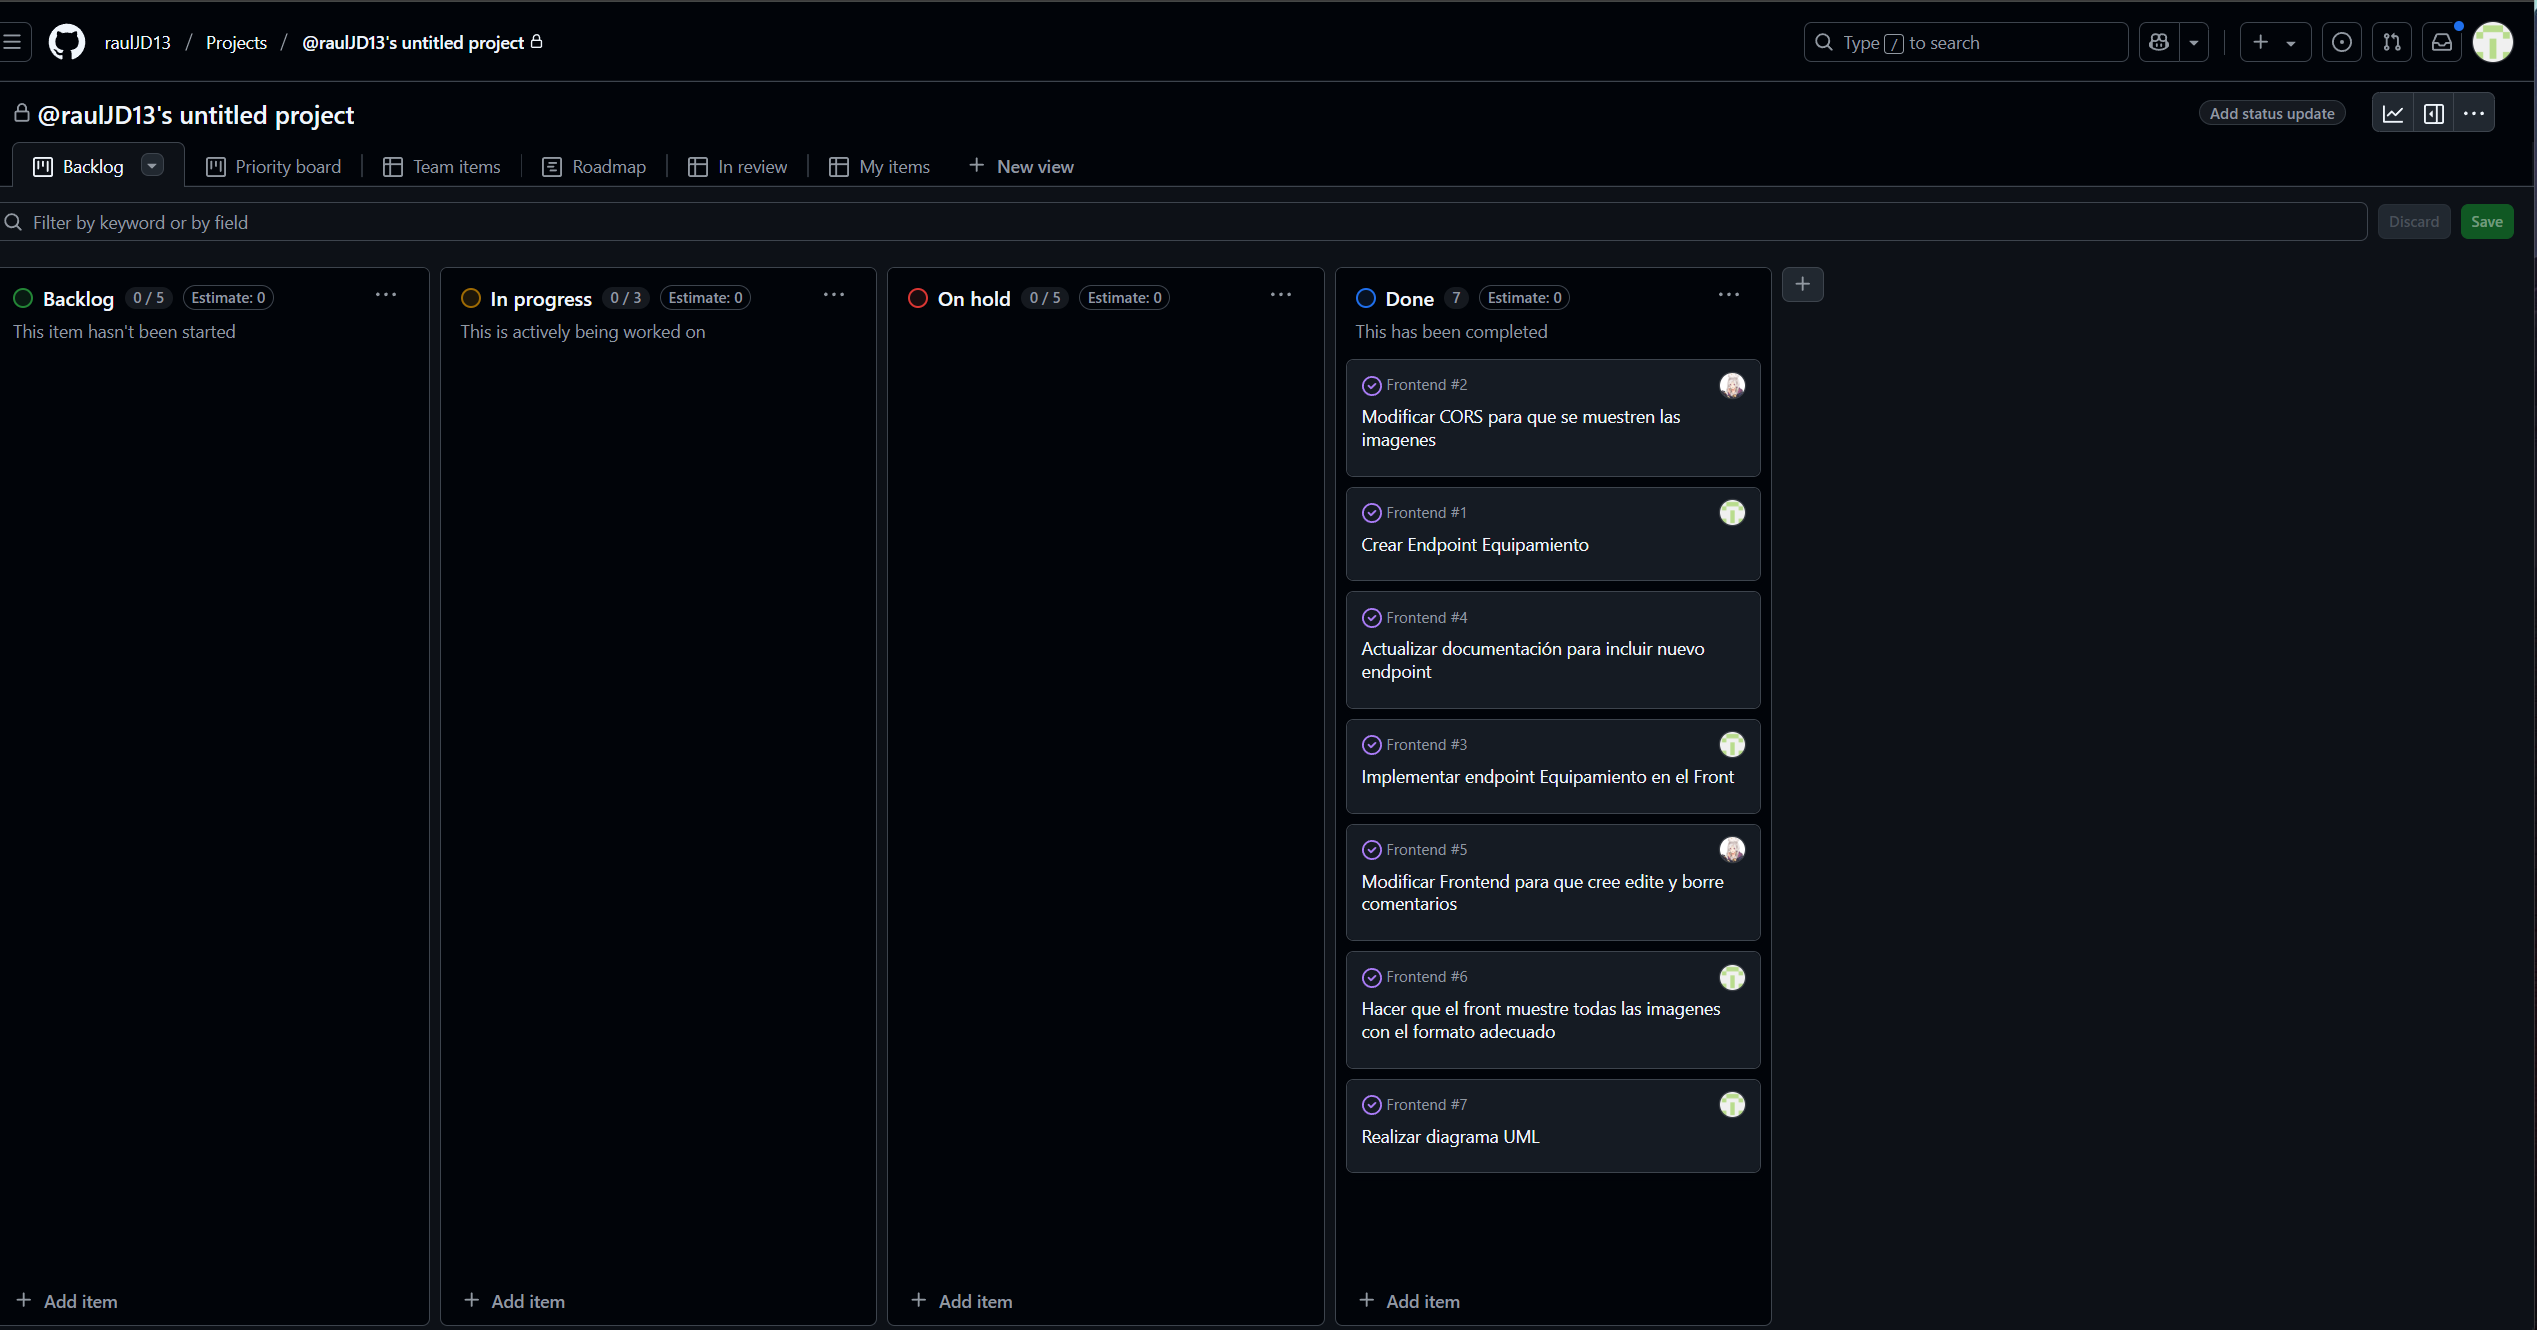 raulJD13 / Projects / @raulJD13's untitled project
Type / to search
@raulJD13's untitled project
Add status update
Backlog
Priority board
Team items
Roadmap
In review
My items
New view
Filter by keyword or by field
Discard
Save
Backlog 0 / 5 Estimate: 0
This item hasn't been started
Add item
In progress 0 / 3 Estimate: 0
This is actively being worked on
Add item
On hold 0 / 5 Estimate: 0
Add item
Done 7 Estimate: 0
This has been completed
Frontend #2
Modificar CORS para que se muestren las
imagenes
Frontend #1
Crear Endpoint Equipamiento
Frontend #4
Actualizar documentación para incluir nuevo
endpoint
Frontend #3
Implementar endpoint Equipamiento en el Front
Frontend #5
Modificar Frontend para que cree edite y borre
comentarios
Frontend #6
Hacer que el front muestre todas las imagenes
con el formato adecuado
Frontend #7
Realizar diagrama UML
Add item